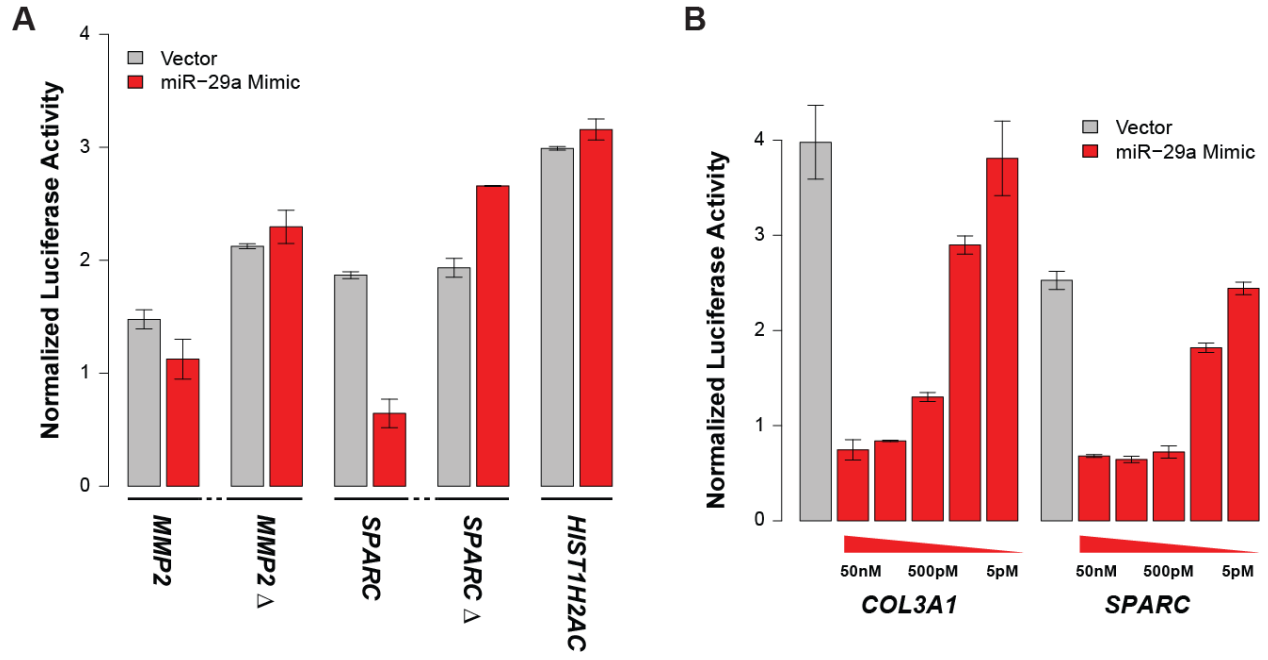 A
Normalized Luciferase Activity
4
3
2
1
0
Vector
miR−29a Mimic
MMP2
MMP2 Δ
SPARC
SPARC Δ
HIST1H2AC
B
Normalized Luciferase Activity
4
3
2
1
0
Vector
miR−29a Mimic
50nM 500pM 5pM
COL3A1
50nM 500pM 5pM
SPARC